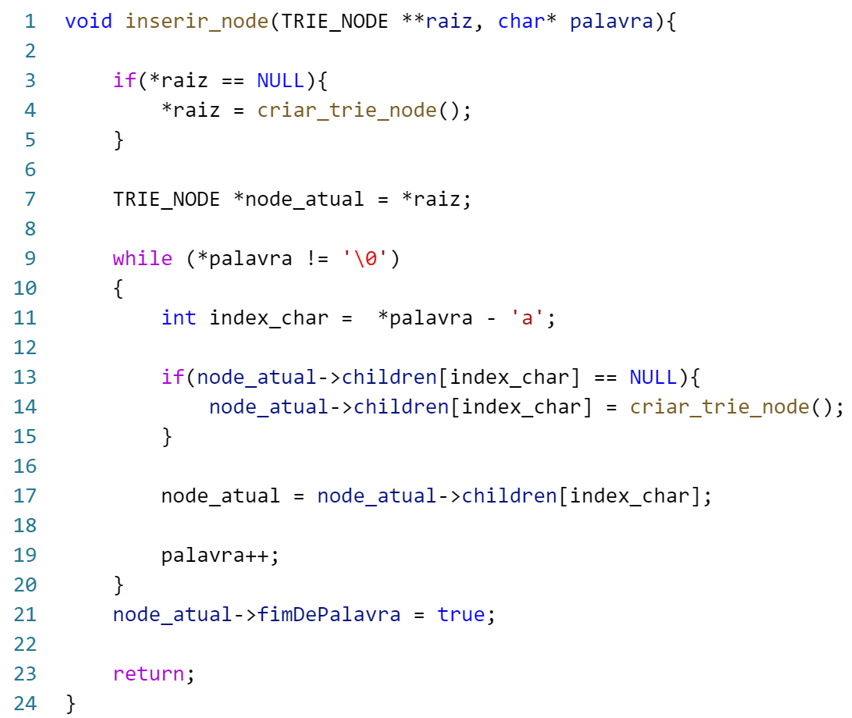 1 void inserir_node(TRIE_NODE **raiz, char* palavra){
2
3     if(*raiz == NULL){
4         *raiz = criar_trie_node();
5     }
6
7     TRIE_NODE *node_atual = *raiz;
8
9     while (*palavra != '\0')
10     {
11         int index_char =  *palavra - 'a';
12
13         if(node_atual->children[index_char] == NULL){
14             node_atual->children[index_char] = criar_trie_node();
15         }
16
17         node_atual = node_atual->children[index_char];
18
19         palavra++;
20     }
21     node_atual->fimDePalavra = true;
22
23     return;
24 }